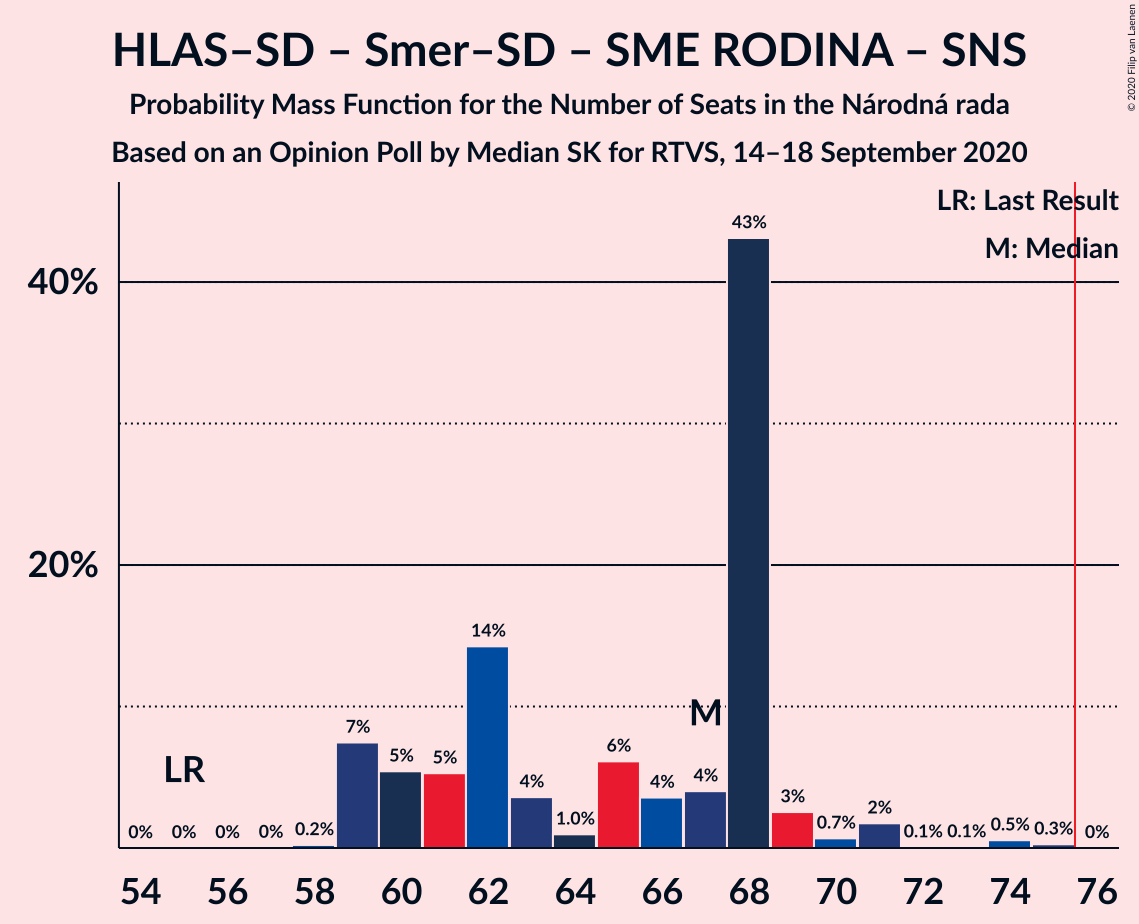 HLAS–SD – Smer–SD – SME RODINA – SNS
Probability Mass Function for the Number of Seats in the Národná rada
Based on an Opinion Poll by Median SK for RTVS, 14–18 September 2020
© 2020 Filip van Laenen
LR: Last Result
M: Median
43%
40%
20%
14%
M
7%
LR
5%
5%
4%
1.0%
6%
4%
4%
3%
0.7%
2%
0.1%
0.1%
0.5%
0.3%
0%
0%
0%
0%
0%
0.2%
54 56 58 60 62 64 66 68 70 72 74 76